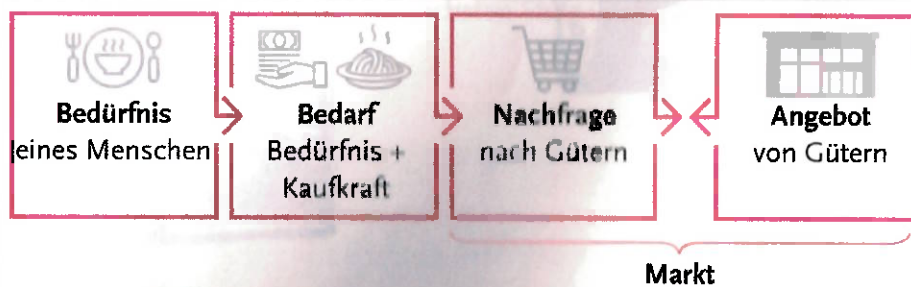 Bedürfnis
eines Menschen
Bedarf
Bedürfnis +
Kaufkraft
Nachfrage
nach Gütern
Angebot
von Gütern
Markt